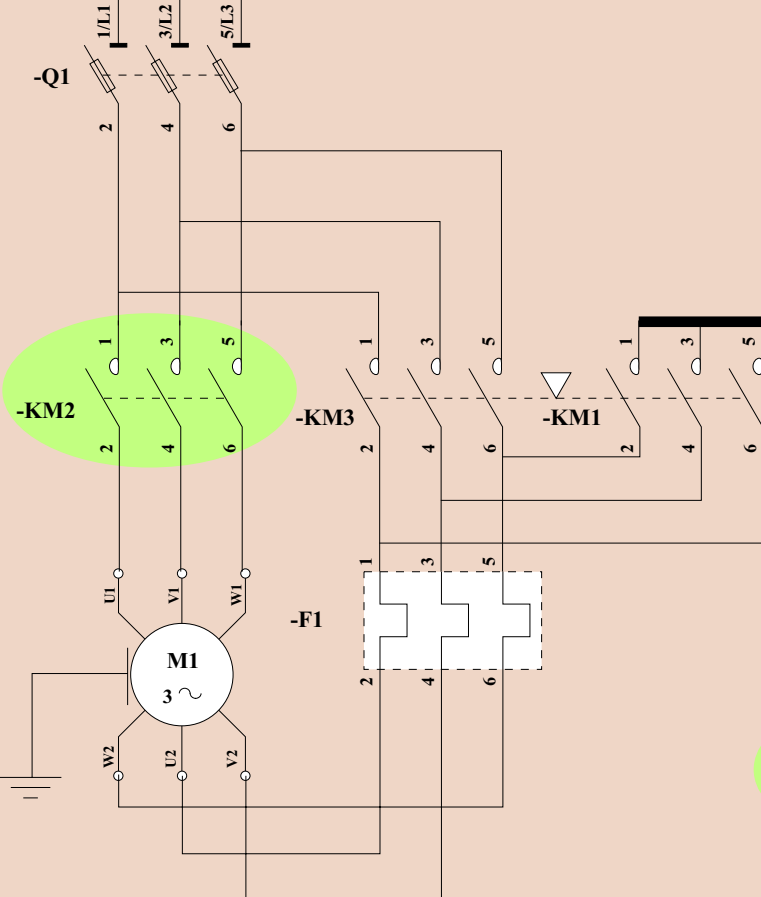 1/L1 3/L2 5/L3
-Q1
2 4 6
1 3 5 1 3 5 1 3 5
-KM2 -KM3 -KM1
2 4 6 2 4 6 2 4 6
1 3 5
U1 V1 W1
-F1
M1
3
2 4 6
W2 U2 V2